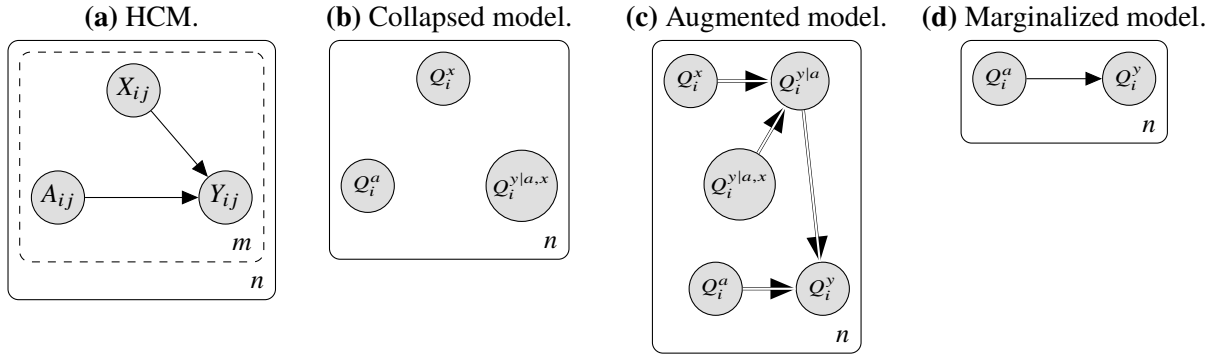 (a) HCM.
X_{ij}
A_{ij}
Y_{ij}
m
n
(b) Collapsed model.
Q_i^x
Q_i^a
Q_i^{y|a,x}
n
(c) Augmented model.
Q_i^x
Q_i^{y|a}
Q_i^{y|a,x}
Q_i^a
Q_i^y
n
(d) Marginalized model.
Q_i^a
Q_i^y
n